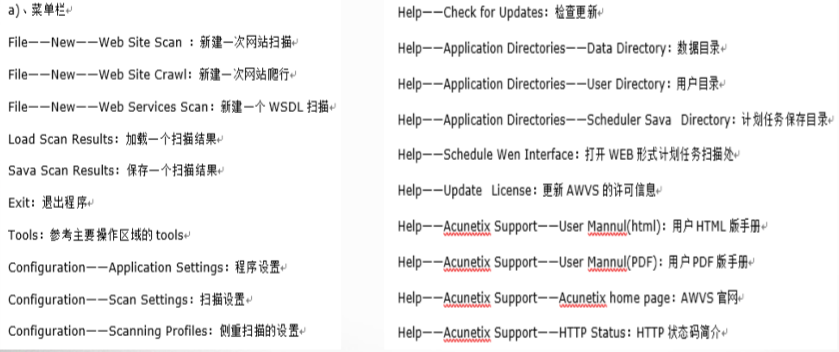 a)、菜单栏↵
File——New——Web Site Scan ：新建一次网站扫描↵
File——New——Web Site Crawl：新建一次网站爬行↵
File——New——Web Services Scan：新建一个 WSDL 扫描↵
Load Scan Results：加载一个扫描结果↵
Sava Scan Results：保存一个扫描结果↵
Exit：退出程序↵
Tools：参考主要操作区域的 tools↵
Configuration——Application Settings：程序设置↵
Configuration——Scan Settings：扫描设置↵
Configuration——Scanning Profiles：侧重扫描的设置↵
Help——Check for Updates：检查更新↵
Help——Application Directories——Data Directory：数据目录↵
Help——Application Directories——User Directory：用户目录↵
Help——Application Directories——Scheduler Sava Directory：计划任务保存目录↵
Help——Schedule Wen Interface：打开 WEB 形式计划任务扫描处↵
Help——Update License：更新 AWVS 的许可信息↵
Help——Acunetix Support——User Mannul(html)：用户 HTML 版手册↵
Help——Acunetix Support——User Mannul(PDF)：用户 PDF 版手册↵
Help——Acunetix Support——Acunetix home page：AWVS 官网↵
Help——Acunetix Support——HTTP Status：HTTP 状态码简介↵